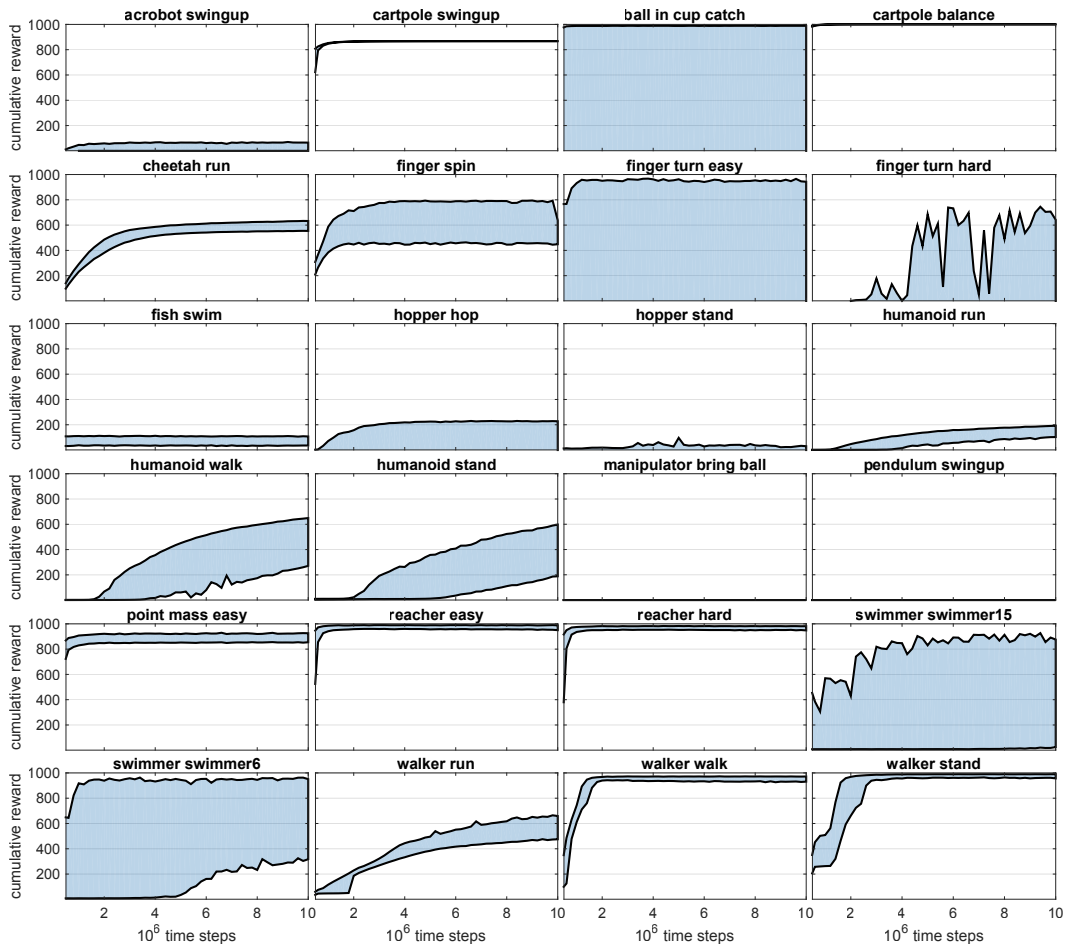 acrobot swingup cartpole swingup ball in cup catch cartpole balance
cumulative reward
1000
800
600
400
200
cheetah run finger spin finger turn easy finger turn hard
cumulative reward
1000
800
600
400
200
fish swim hopper hop hopper stand humanoid run
cumulative reward
1000
800
600
400
200
humanoid walk humanoid stand manipulator bring ball pendulum swingup
cumulative reward
1000
800
600
400
200
point mass easy reacher easy reacher hard swimmer swimmer15
cumulative reward
1000
800
600
400
200
swimmer swimmer6 walker run walker walk walker stand
cumulative reward
1000
800
600
400
200
2 4 6 8 10 2 4 6 8 10 2 4 6 8 10 2 4 6 8 10
10⁶ time steps 10⁶ time steps 10⁶ time steps 10⁶ time steps